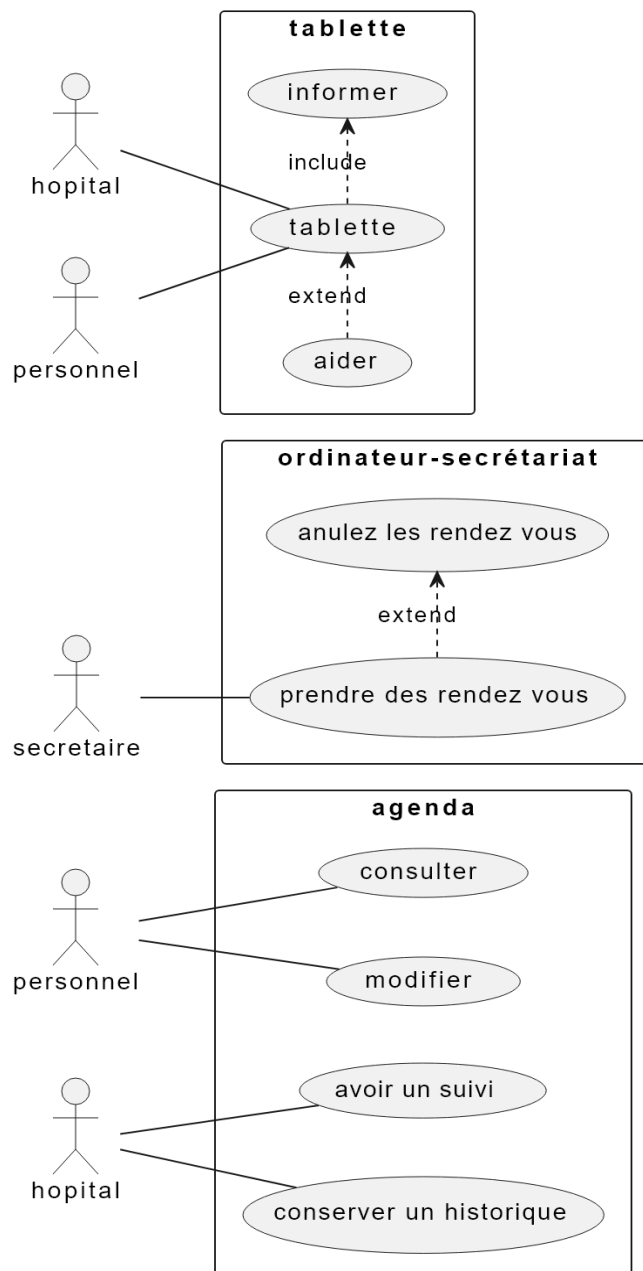 tablette
informer
include
hopital
tablette
extend
personnel
aider
ordinateur-secrétariat
anulez les rendez vous
extend
prendre des rendez vous
secretaire
agenda
consulter
personnel
modifier
avoir un suivi
hopital
conserver un historique